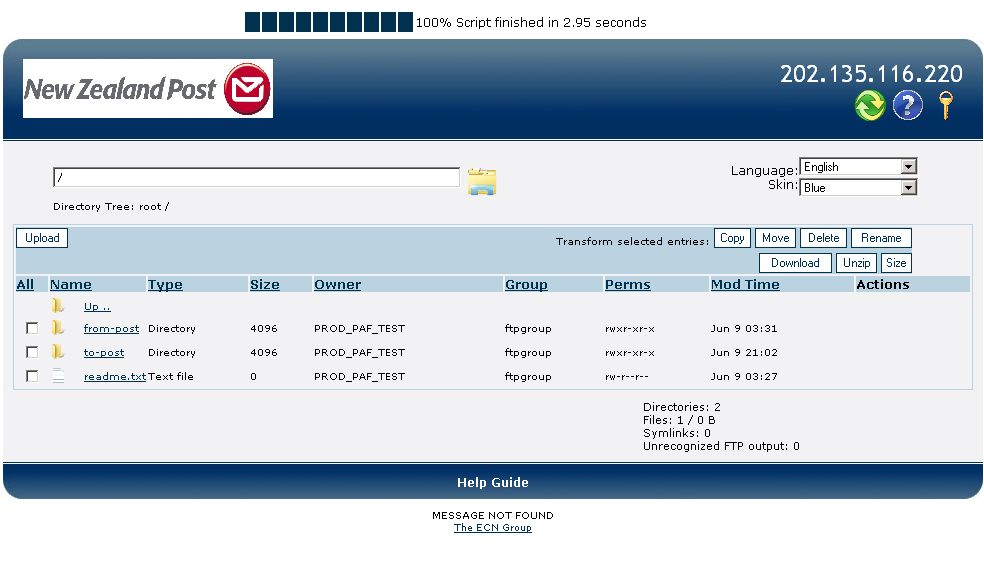 100% Script finished in 2.95 seconds
New Zealand Post
202.135.116.220
/
Language: English
Skin: Blue
Directory Tree: root /
Upload
Transform selected entries: Copy Move Delete Rename
Download Unzip Size
All Name Type Size Owner Group Perms Mod Time Actions
Up ..
from-post Directory 4096 PROD_PAF_TEST ftpgroup rwxr-xr-x Jun 9 03:31
to-post Directory 4096 PROD_PAF_TEST ftpgroup rwxr-xr-x Jun 9 21:02
readme.txt Text file 0 PROD_PAF_TEST ftpgroup rw-r--r-- Jun 9 03:27
Directories: 2
Files: 1 / 0 B
Symlinks: 0
Unrecognized FTP output: 0
Help Guide
MESSAGE NOT FOUND
The ECN Group